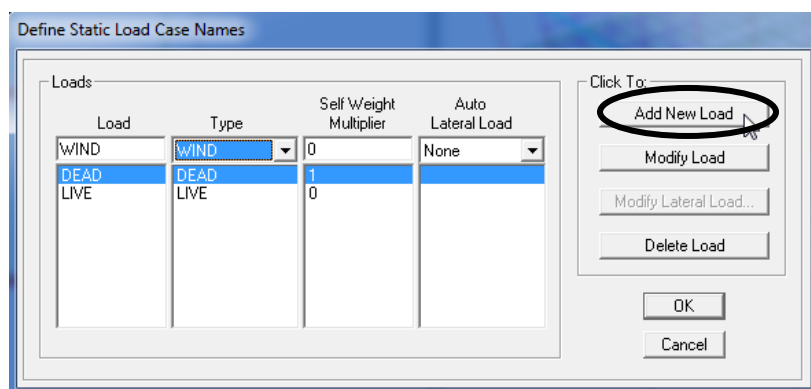 Define Static Load Case Names
Loads
Load Type Self Weight Multiplier Auto Lateral Load
WIND WIND 0 None
DEAD DEAD 1
LIVE LIVE 0
Click To:
Add New Load
Modify Load
Modify Lateral Load...
Delete Load
OK
Cancel